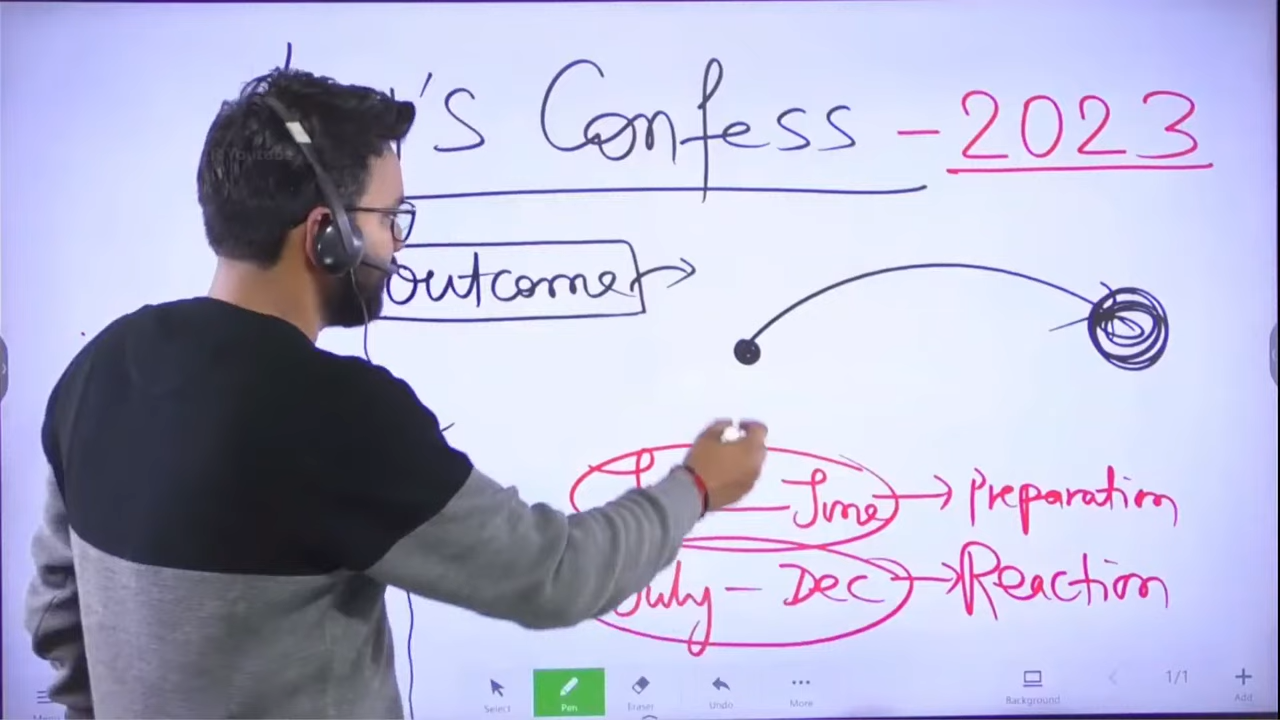 's Confess - 2023
outcome
June → Preparation
July - Dec → Reaction
Select Pen Eraser Undo More Background 1/1 Add